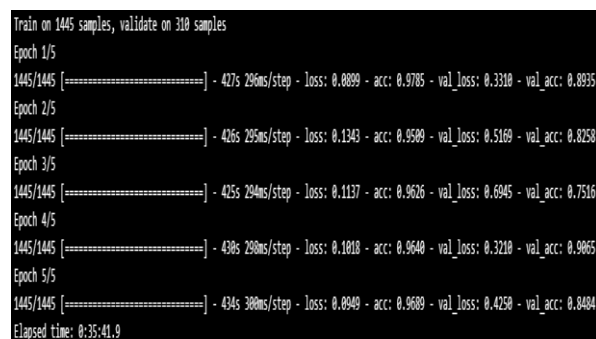 Train on 1445 samples, validate on 310 samples
Epoch 1/5
1445/1445 [==============================] - 427s 296ms/step - loss: 0.0899 - acc: 0.9785 - val_loss: 0.3310 - val_acc: 0.8935
Epoch 2/5
1445/1445 [==============================] - 426s 295ms/step - loss: 0.1343 - acc: 0.9509 - val_loss: 0.5169 - val_acc: 0.8258
Epoch 3/5
1445/1445 [==============================] - 425s 294ms/step - loss: 0.1137 - acc: 0.9626 - val_loss: 0.6945 - val_acc: 0.7516
Epoch 4/5
1445/1445 [==============================] - 430s 298ms/step - loss: 0.1018 - acc: 0.9640 - val_loss: 0.3210 - val_acc: 0.9065
Epoch 5/5
1445/1445 [==============================] - 434s 300ms/step - loss: 0.0949 - acc: 0.9689 - val_loss: 0.4250 - val_acc: 0.8484
Elapsed time: 0:35:41.9